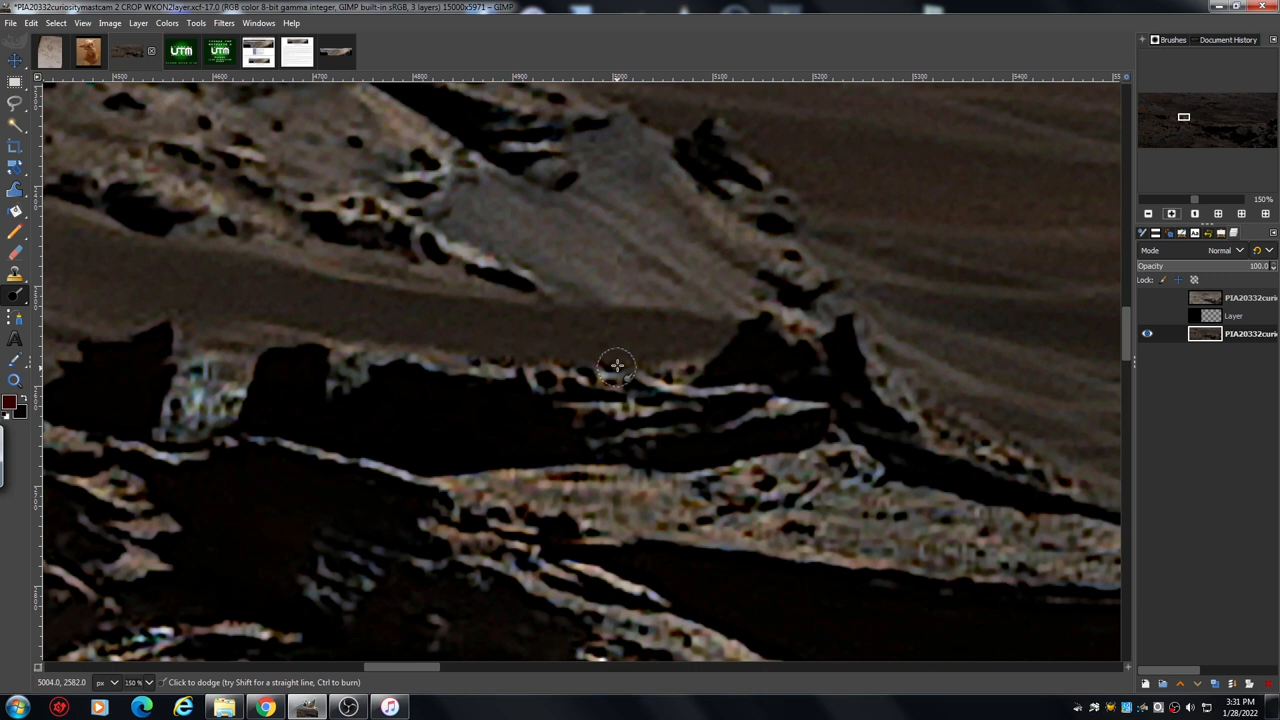 *PIA20332curiositymastcam 2 CROP WKON2layer.xcf-17.0 (RGB color 8-bit gamma integer, GIMP built-in sRGB, 3 layers) 15000x5971 – GIMP
File Edit Select View Image Layer Colors Tools Filters Windows Help
UTM UTM
Brushes Document History
4500 4600 4700 4800 4900 5000 5100 5200 5300 5400
150%
Mode Normal
Opacity 100.0
Lock:
PIA20332curi
Layer
PIA20332curi
5004.0, 2582.0 px 150 % Click to dodge (try Shift for a straight line, Ctrl to burn)
3:31 PM
1/28/2022